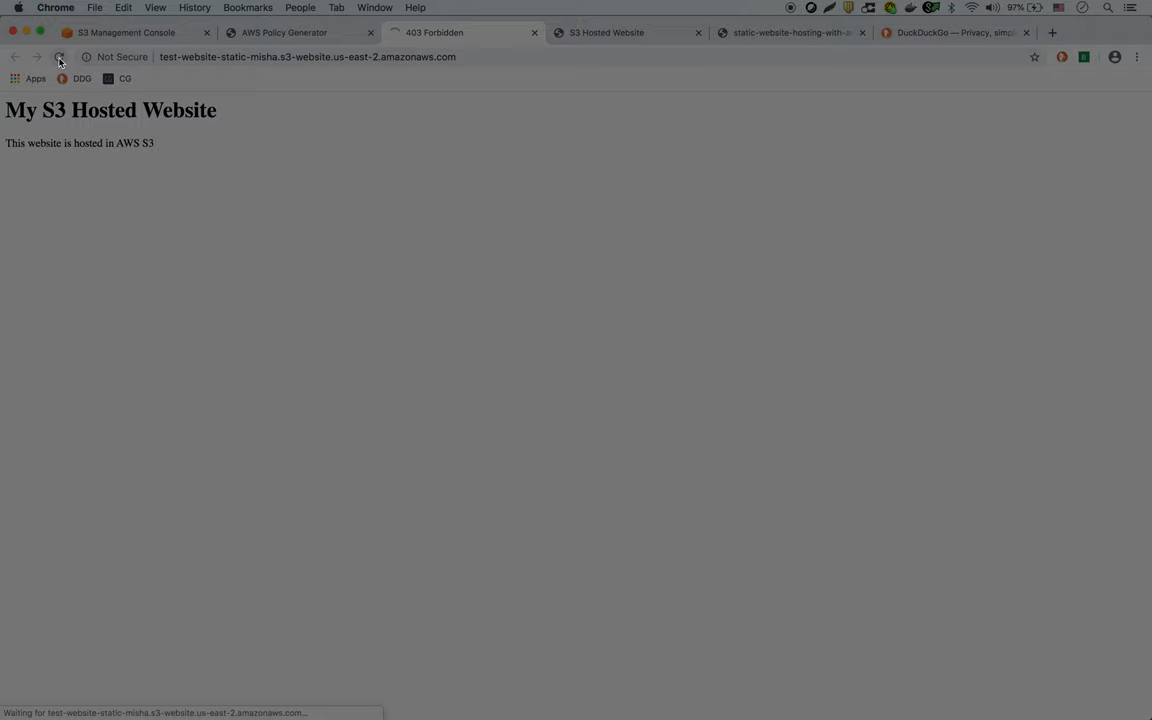 Chrome File Edit View History Bookmarks People Tab Window Help 97%
S3 Management Console AWS Policy Generator 403 Forbidden S3 Hosted Website static-website-hosting-with- DuckDuckGo — Privacy, simpl
Not Secure test-website-static-misha.s3-website.us-east-2.amazonaws.com
Apps DDG CG
My S3 Hosted Website
This website is hosted in AWS S3
Waiting for test-website-static-misha.s3-website.us-east-2.amazonaws.com...